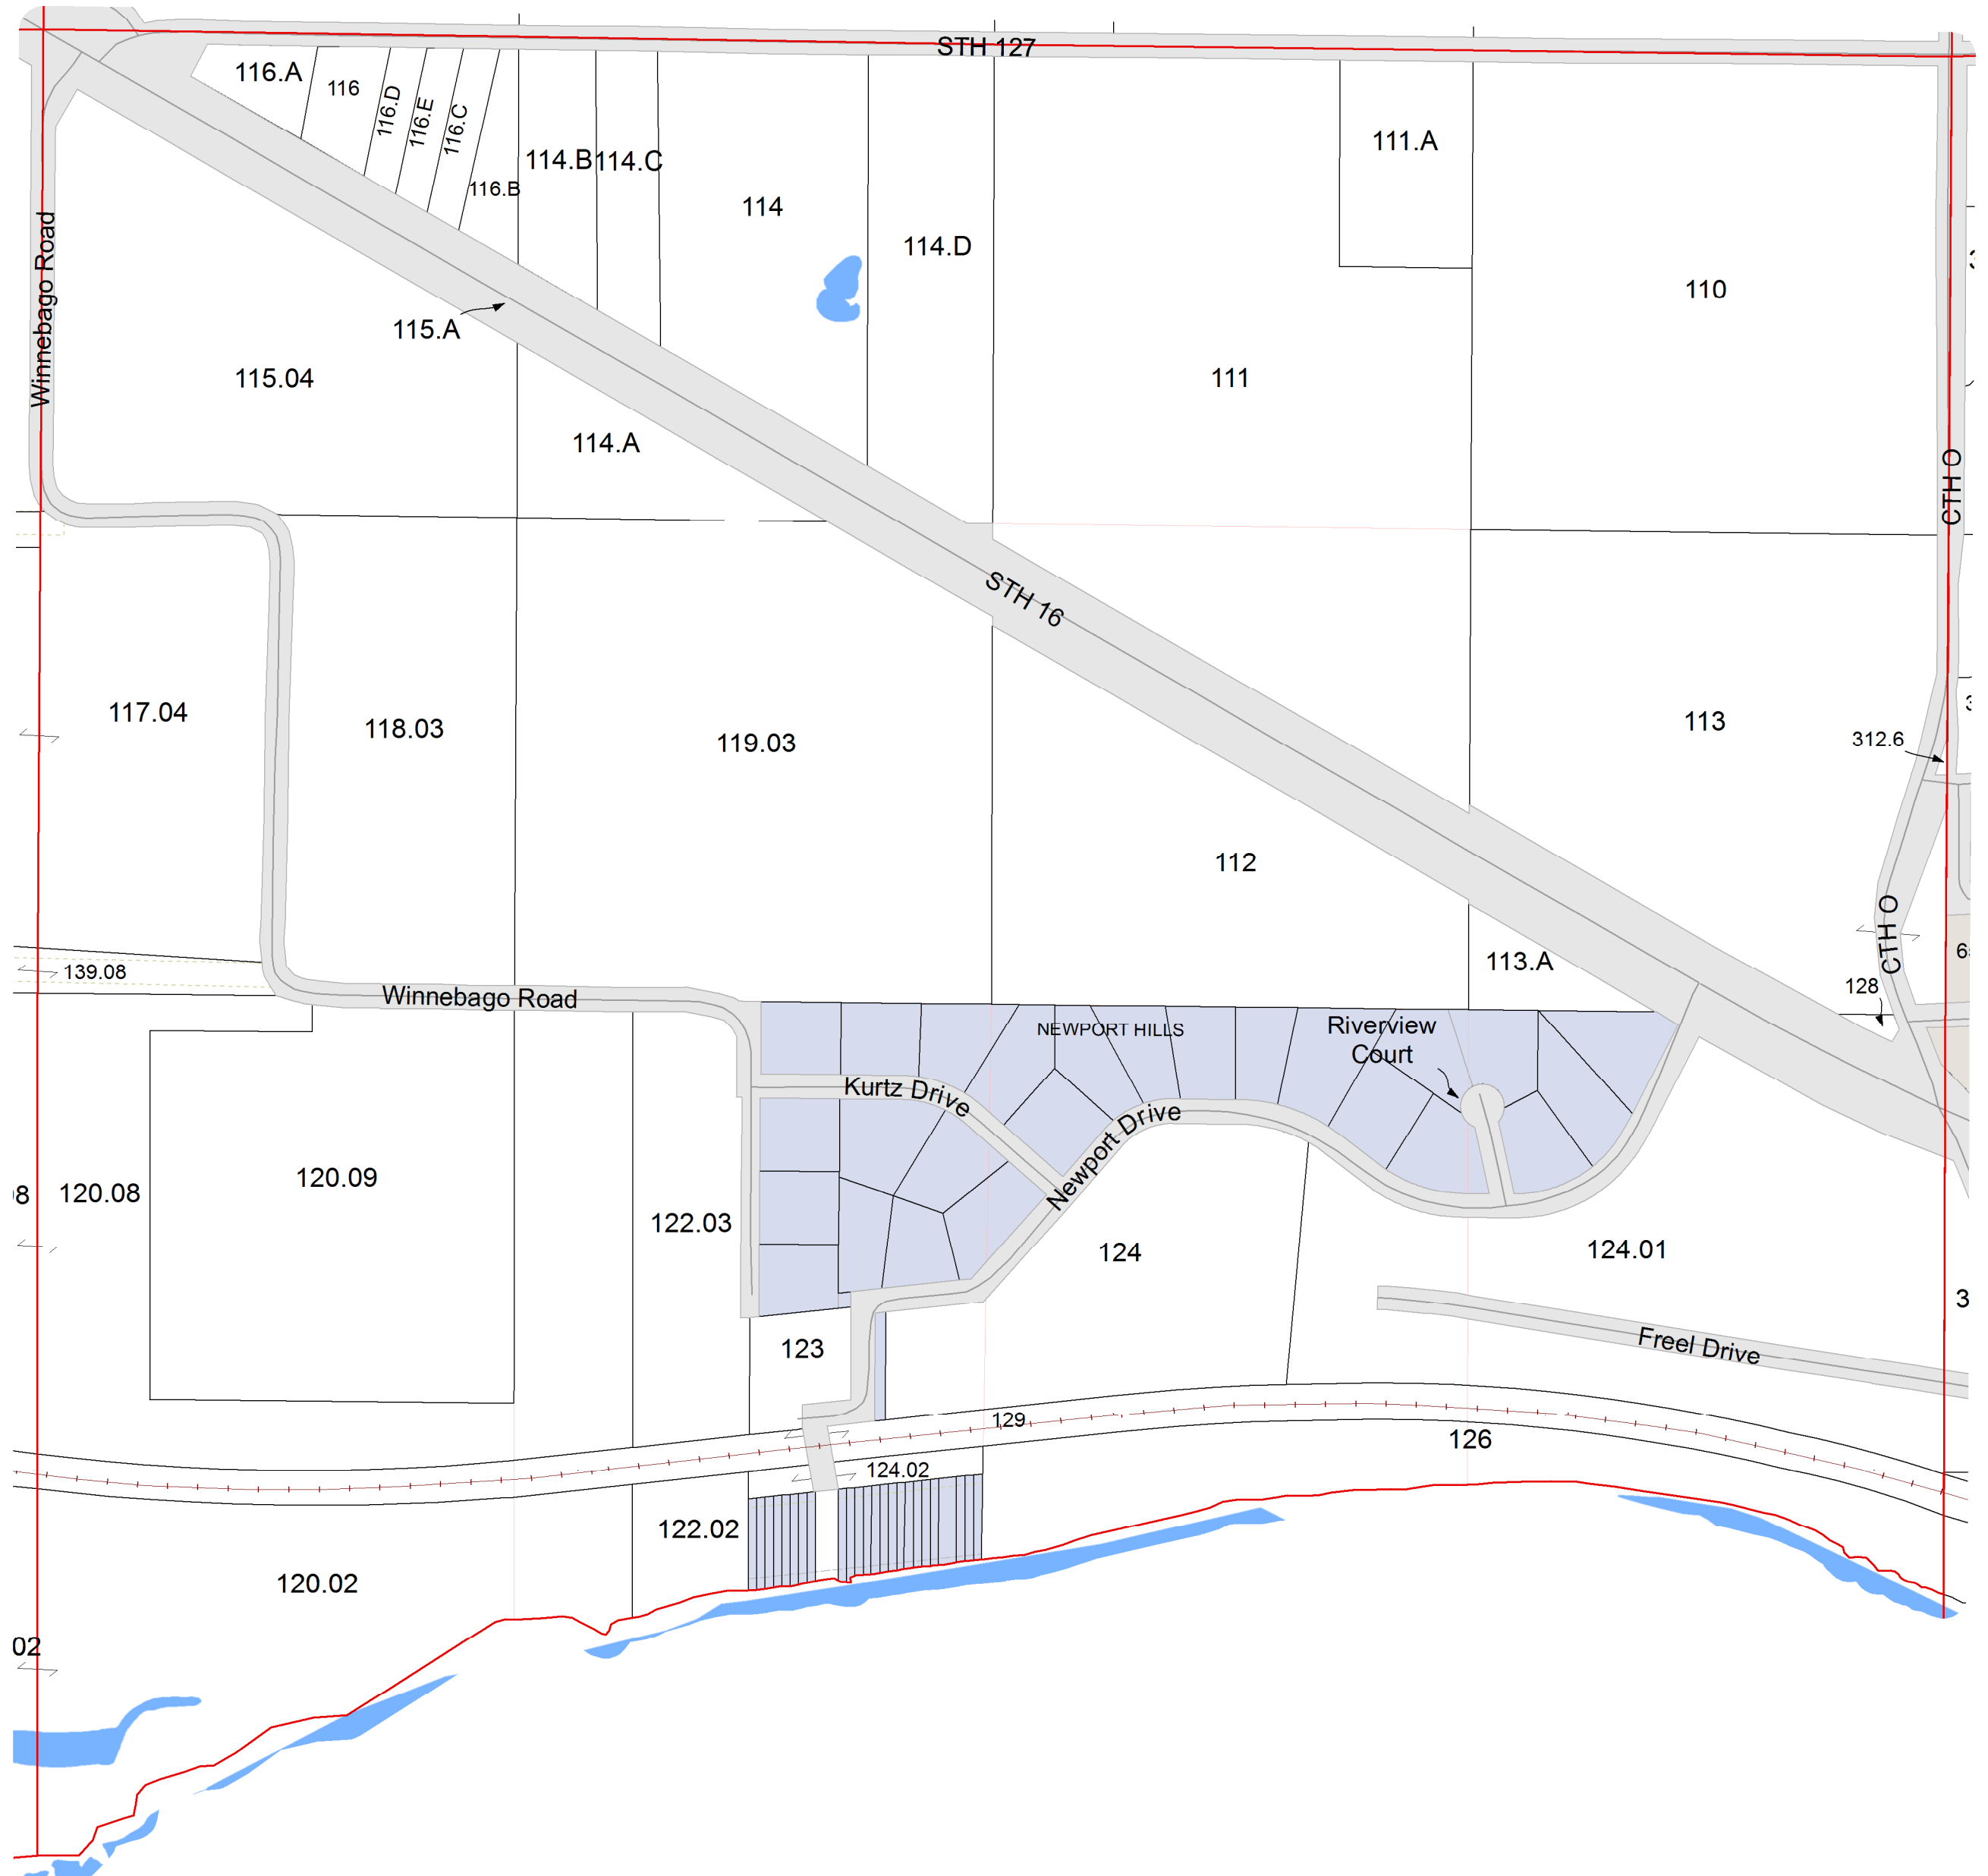 STH 127
116.A
116
116.D
116.E
116.C
116.B
114.B
114.C
114
114.D
111.A
110
111
Winnebago Road
115.A
115.04
114.A
CTH O
STH 16
117.04
118.03
119.03
113
312.6
112
CTH O
113.A
139.08
128
Winnebago Road
NEWPORT HILLS
Riverview
Court
Kurtz Drive
Newport Drive
120.08
120.09
122.03
124
124.01
123
Freel Drive
129
126
124.02
122.02
120.02
02